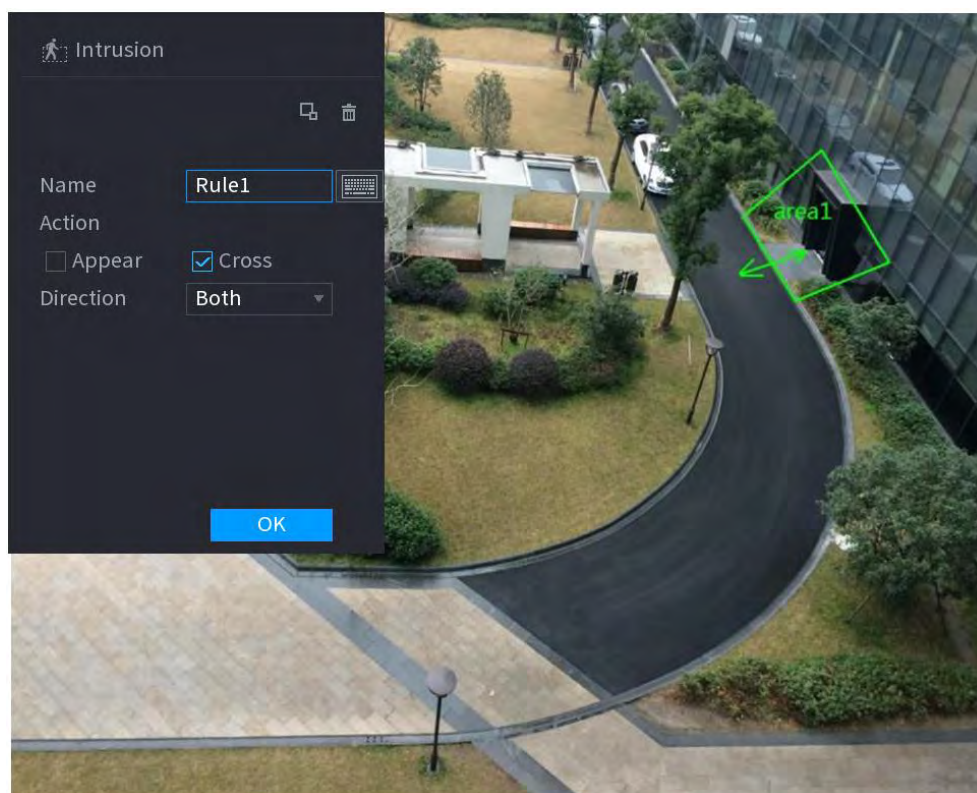 Intrusion
Name Rule1
Action
Appear Cross
Direction Both
OK
area1